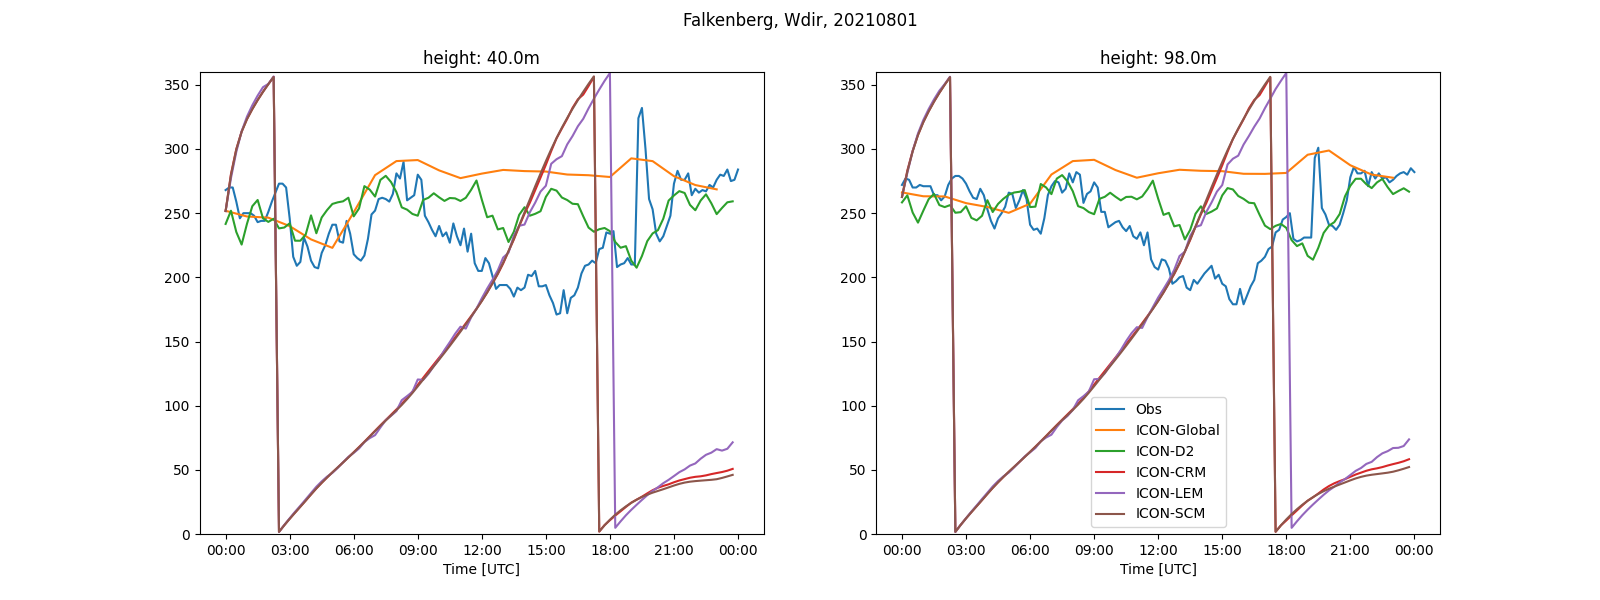 Falkenberg, Wdir, 20210801
height: 40.0m
350
300
250
200
150
100
50
0
00:00 03:00 06:00 09:00 12:00 15:00 18:00 21:00 00:00
Time [UTC]
height: 98.0m
350
300
250
200
150
100
50
0
Obs
ICON-Global
ICON-D2
ICON-CRM
ICON-LEM
ICON-SCM
00:00 03:00 06:00 09:00 12:00 15:00 18:00 21:00 00:00
Time [UTC]